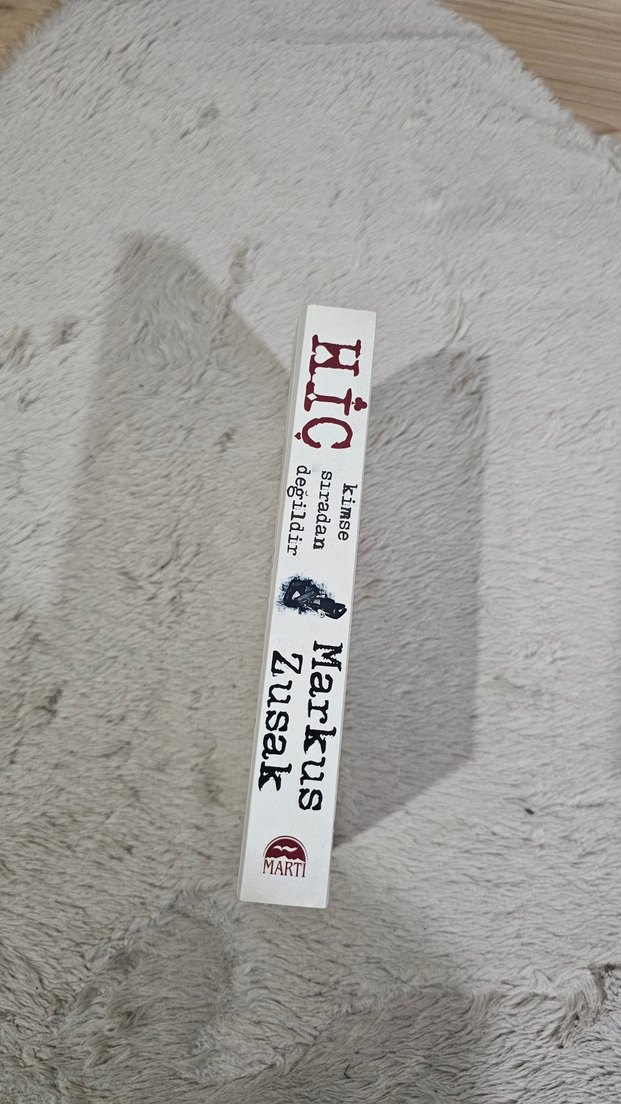 HİÇ
kimse
sıradan
değildir
Markus
Zusak
MARTI